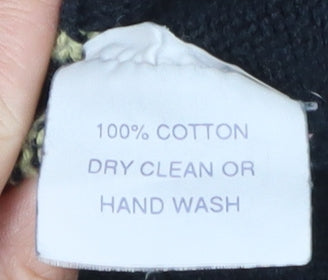 100% COTTON
DRY CLEAN OR
HAND WASH